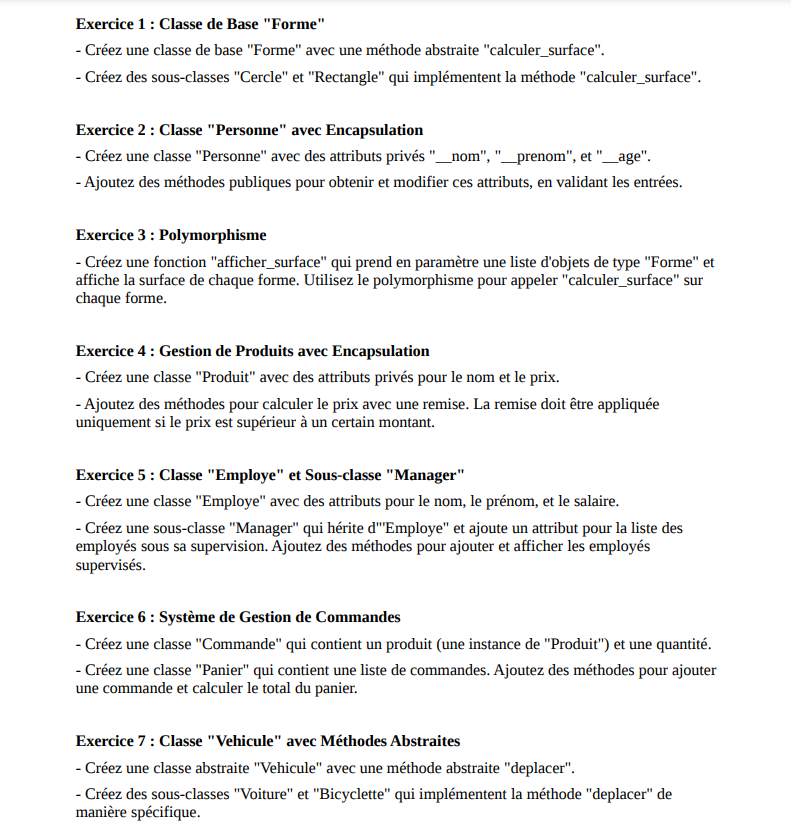 Exercice 1 : Classe de Base "Forme"
- Créez une classe de base "Forme" avec une méthode abstraite "calculer_surface".
- Créez des sous-classes "Cercle" et "Rectangle" qui implémentent la méthode "calculer_surface".
Exercice 2 : Classe "Personne" avec Encapsulation
- Créez une classe "Personne" avec des attributs privés "__nom", "__prenom", et "__age".
- Ajoutez des méthodes publiques pour obtenir et modifier ces attributs, en validant les entrées.
Exercice 3 : Polymorphisme
- Créez une fonction "afficher_surface" qui prend en paramètre une liste d'objets de type "Forme" et
affiche la surface de chaque forme. Utilisez le polymorphisme pour appeler "calculer_surface" sur
chaque forme.
Exercice 4 : Gestion de Produits avec Encapsulation
- Créez une classe "Produit" avec des attributs privés pour le nom et le prix.
- Ajoutez des méthodes pour calculer le prix avec une remise. La remise doit être appliquée
uniquement si le prix est supérieur à un certain montant.
Exercice 5 : Classe "Employe" et Sous-classe "Manager"
- Créez une classe "Employe" avec des attributs pour le nom, le prénom, et le salaire.
- Créez une sous-classe "Manager" qui hérite d'"Employe" et ajoute un attribut pour la liste des
employés sous sa supervision. Ajoutez des méthodes pour ajouter et afficher les employés
supervisés.
Exercice 6 : Système de Gestion de Commandes
- Créez une classe "Commande" qui contient un produit (une instance de "Produit") et une quantité.
- Créez une classe "Panier" qui contient une liste de commandes. Ajoutez des méthodes pour ajouter
une commande et calculer le total du panier.
Exercice 7 : Classe "Vehicule" avec Méthodes Abstraites
- Créez une classe abstraite "Vehicule" avec une méthode abstraite "deplacer".
- Créez des sous-classes "Voiture" et "Bicyclette" qui implémentent la méthode "deplacer" de
manière spécifique.